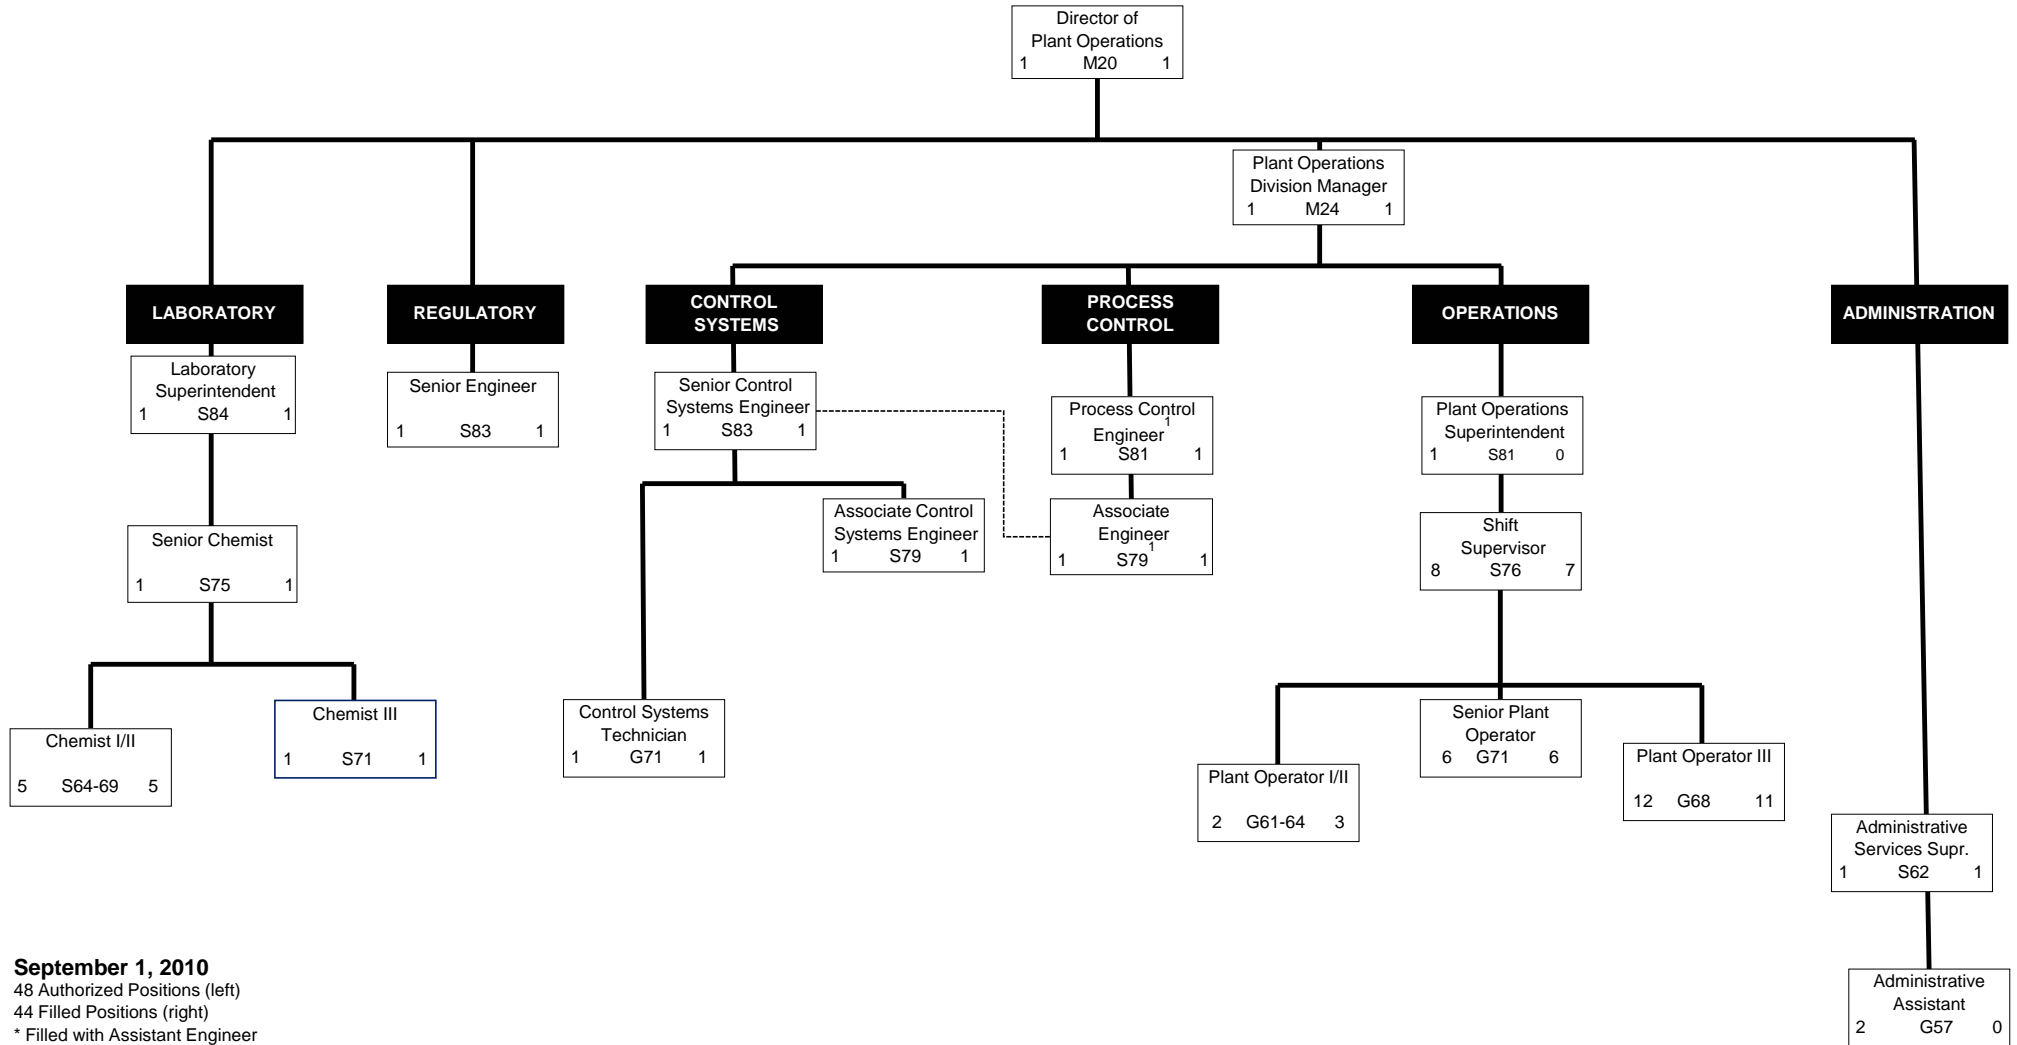 Director of
Plant Operations
1 M20 1
Plant Operations
Division Manager
1 M24 1
LABORATORY
REGULATORY
CONTROL
SYSTEMS
PROCESS
CONTROL
OPERATIONS
ADMINISTRATION
Laboratory
Superintendent
1 S84 1
Senior Engineer
1 S83 1
Senior Control
Systems Engineer
1 S83 1
Process Control
Engineer1
1 S81 1
Plant Operations
Superintendent
1 S81 0
Associate Control
Systems Engineer
1 S79 1
Associate
Engineer
1 S791 1
Shift
Supervisor
8 S76 7
Senior Chemist
1 S75 1
Chemist I/II
5 S64-69 5
Chemist III
1 S71 1
Control Systems
Technician
1 G71 1
Plant Operator I/II
2 G61-64 3
Senior Plant
Operator
6 G71 6
Plant Operator III
12 G68 11
Administrative
Services Supr.
1 S62 1
Administrative
Assistant
2 G57 0
September 1, 2010
48 Authorized Positions (left)
44 Filled Positions (right)
* Filled with Assistant Engineer